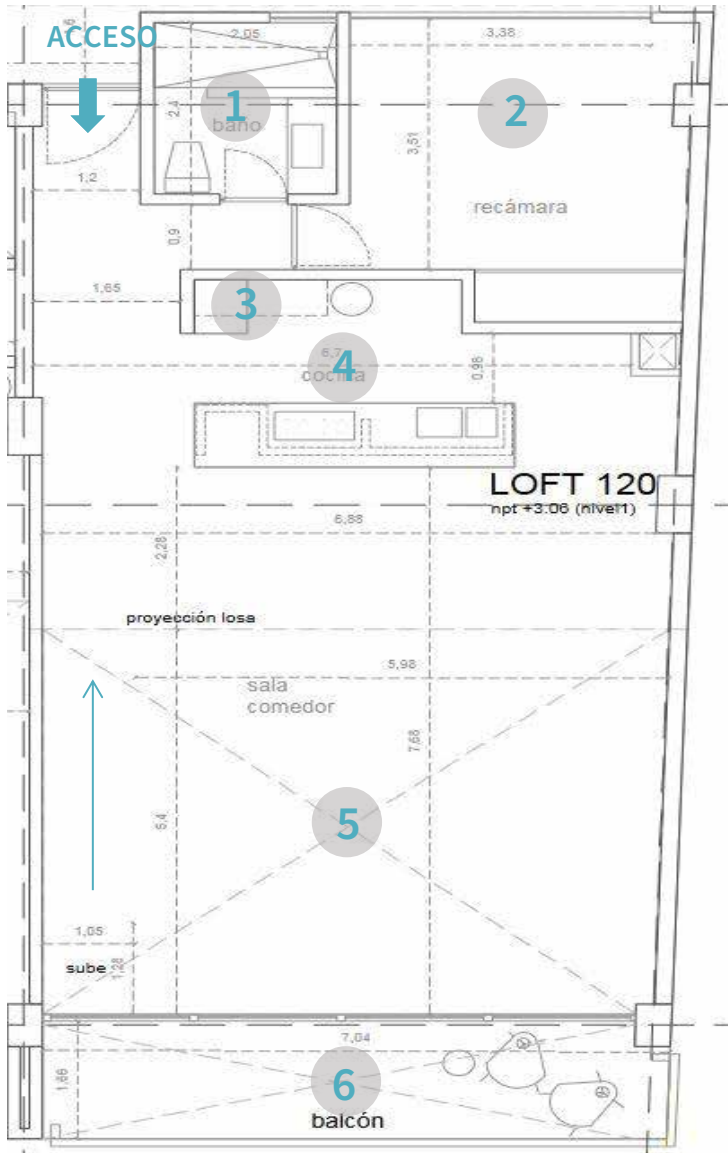 ACCESO
2,05
3,38
1
2
baño
2,4
3,51
1,2
recámara
0,9
1,65
3
6,7
4
cocina
0,98
LOFT 120
npt +3.06 (nivel1)
6,88
2,28
proyección losa
5,98
sala
comedor
7,68
5,4
5
1,05
sube
1,28
7,04
1,66
6
balcón